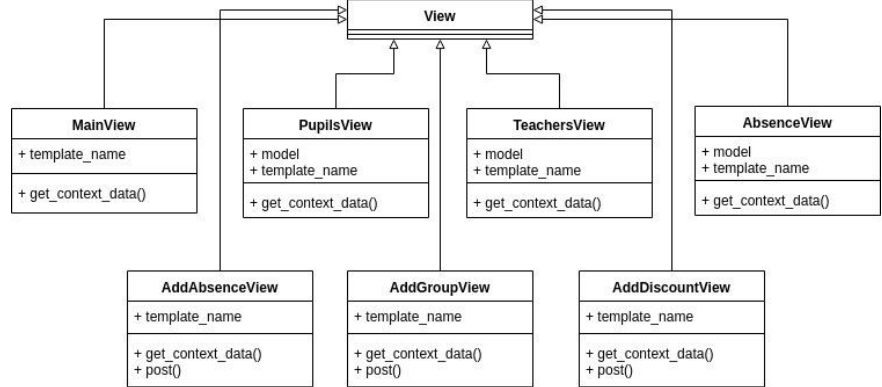 View
MainView
+ template_name
+ get_context_data()
PupilsView
+ model
+ template_name
+ get_context_data()
TeachersView
+ model
+ template_name
+ get_context_data()
AbsenceView
+ model
+ template_name
+ get_context_data()
AddAbsenceView
+ template_name
+ get_context_data()
+ post()
AddGroupView
+ template_name
+ get_context_data()
+ post()
AddDiscountView
+ template_name
+ get_context_data()
+ post()